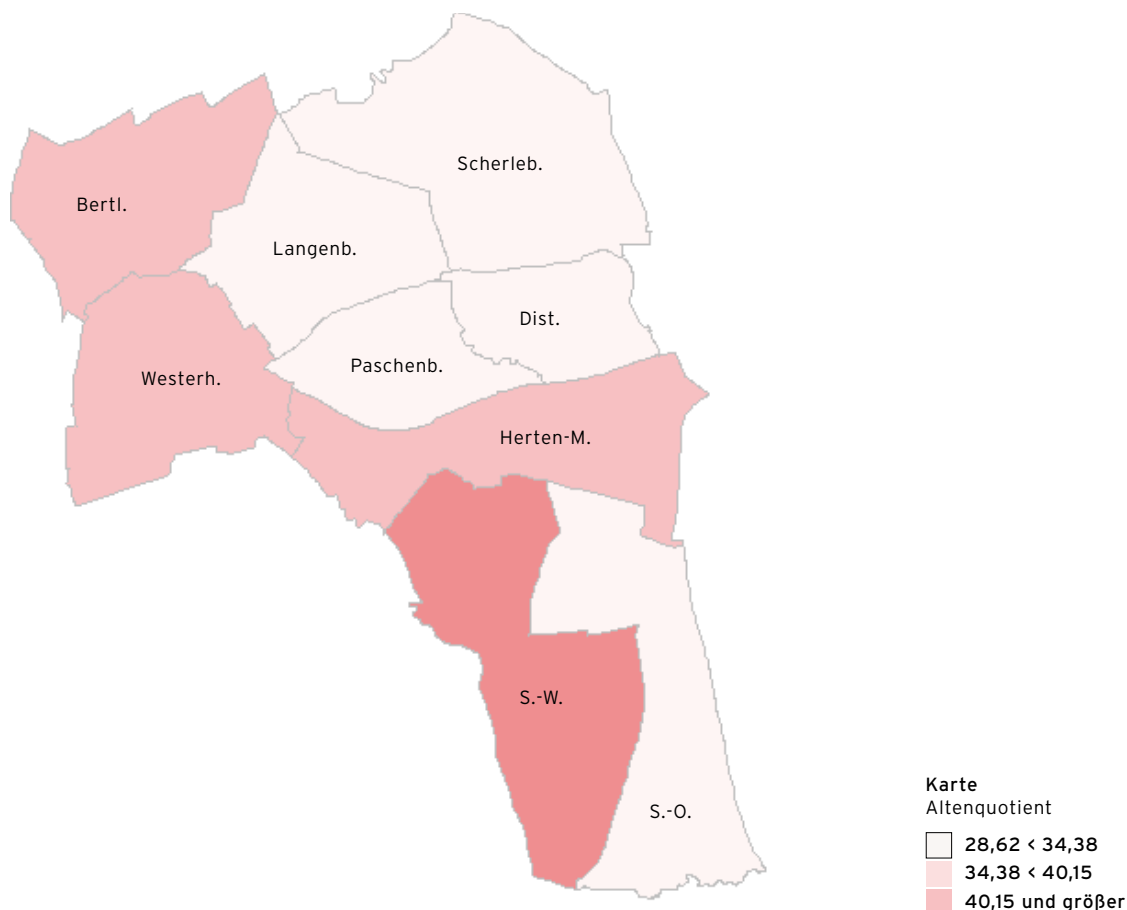 Scherleb.
Bertl.
Langenb.
Dist.
Paschenb.
Westerh.
Herten-M.
S.-W.
S.-O.
Karte
Altenquotient
28,62 < 34,38
34,38 < 40,15
40,15 und größer